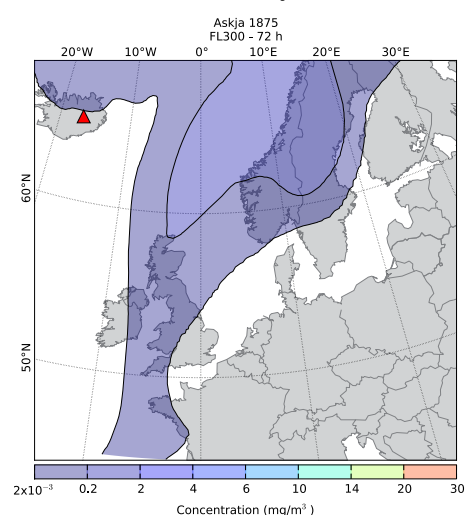 Askja 1875
FL300 - 72 h
20°W 10°W 0° 10°E 20°E 30°E
60°N
50°N
2x10⁻³ 0.2 2 4 6 10 14 20 30
Concentration (mg/m³ )